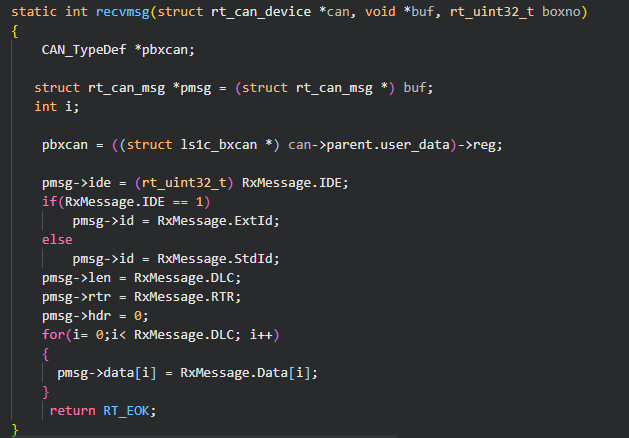 static int recvmsg(struct rt_can_device *can, void *buf, rt_uint32_t boxno)
{
CAN_TypeDef *pbxcan;
struct rt_can_msg *pmsg = (struct rt_can_msg *) buf;
int i;
pbxcan = ((struct ls1c_bxcan *) can->parent.user_data)->reg;
pmsg->ide = (rt_uint32_t) RxMessage.IDE;
if(RxMessage.IDE == 1)
pmsg->id = RxMessage.ExtId;
else
pmsg->id = RxMessage.StdId;
pmsg->len = RxMessage.DLC;
pmsg->rtr = RxMessage.RTR;
pmsg->hdr = 0;
for(i= 0;i< RxMessage.DLC; i++)
{
pmsg->data[i] = RxMessage.Data[i];
}
return RT_EOK;
}